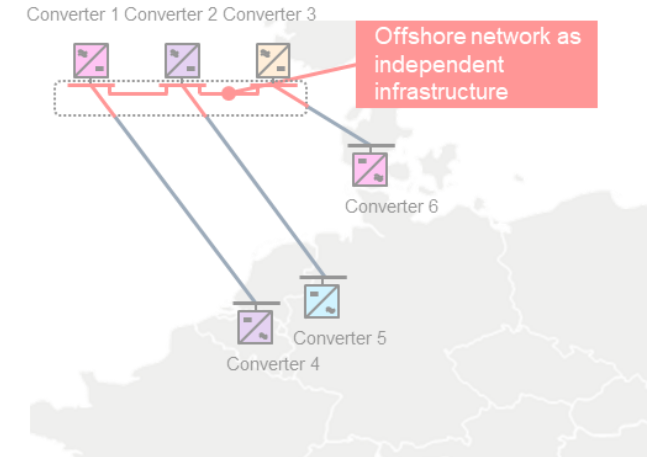 Converter 1 Converter 2 Converter 3
Offshore network as
independent
infrastructure
Converter 6
Converter 5
Converter 4